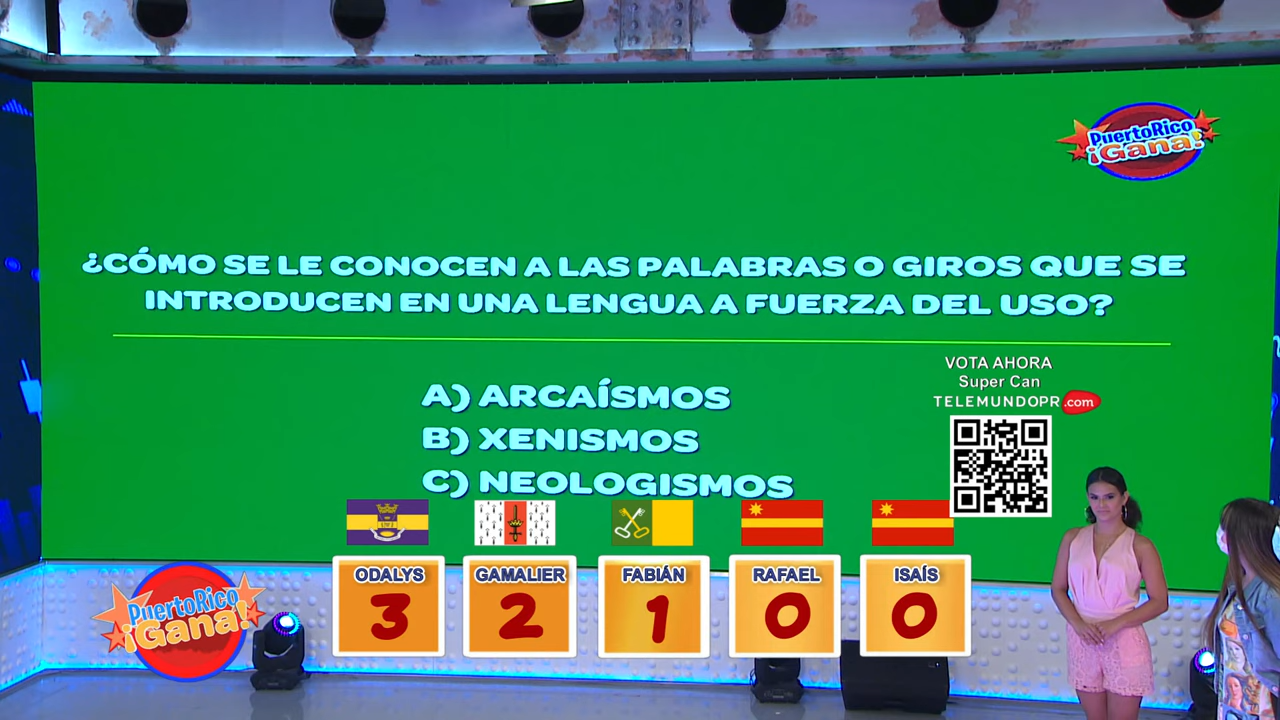 PuertoRico
¡Gana!
¿CÓMO SE LE CONOCEN A LAS PALABRAS O GIROS QUE SE
INTRODUCEN EN UNA LENGUA A FUERZA DEL USO?
A) ARCAÍSMOS
B) XENISMOS
C) NEOLOGISMOS
VOTA AHORA
Super Can
TELEMUNDOPR.com
ODALYS
3
GAMALIER
2
FABIÁN
1
RAFAEL
0
ISAÍS
0
PuertoRico
¡Gana!